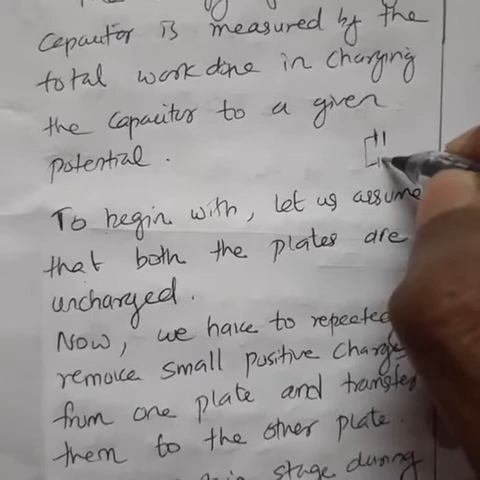 Capacitor is measured by the
total work done in charging
the capacitor to a given
potential.
To begin with, let us assume
that both the plates are
uncharged.
Now, we have to
remove small positive charge
from one plate and transfer
them to the other plate.
stage during